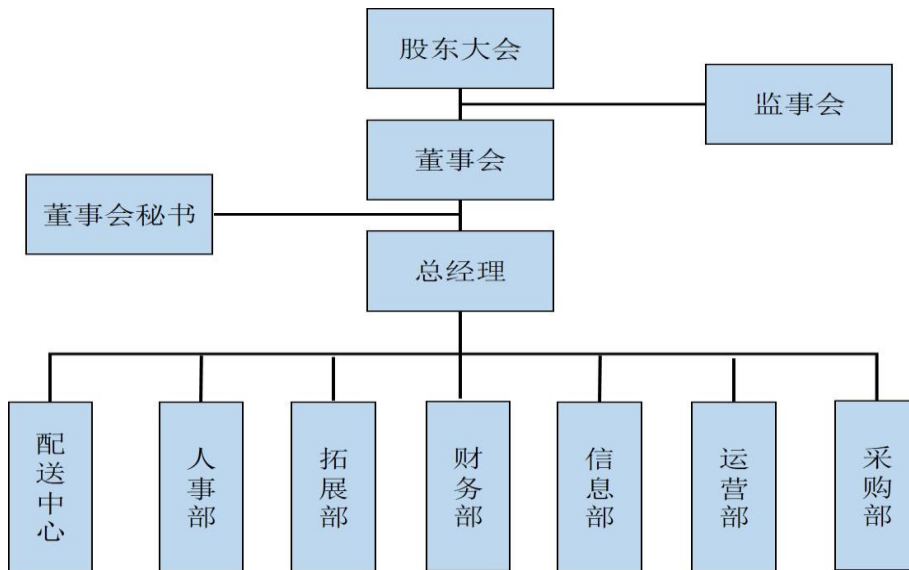 股东大会
监事会
董事会
董事会秘书
总经理
配送中心
人事部
拓展部
财务部
信息部
运营部
采购部